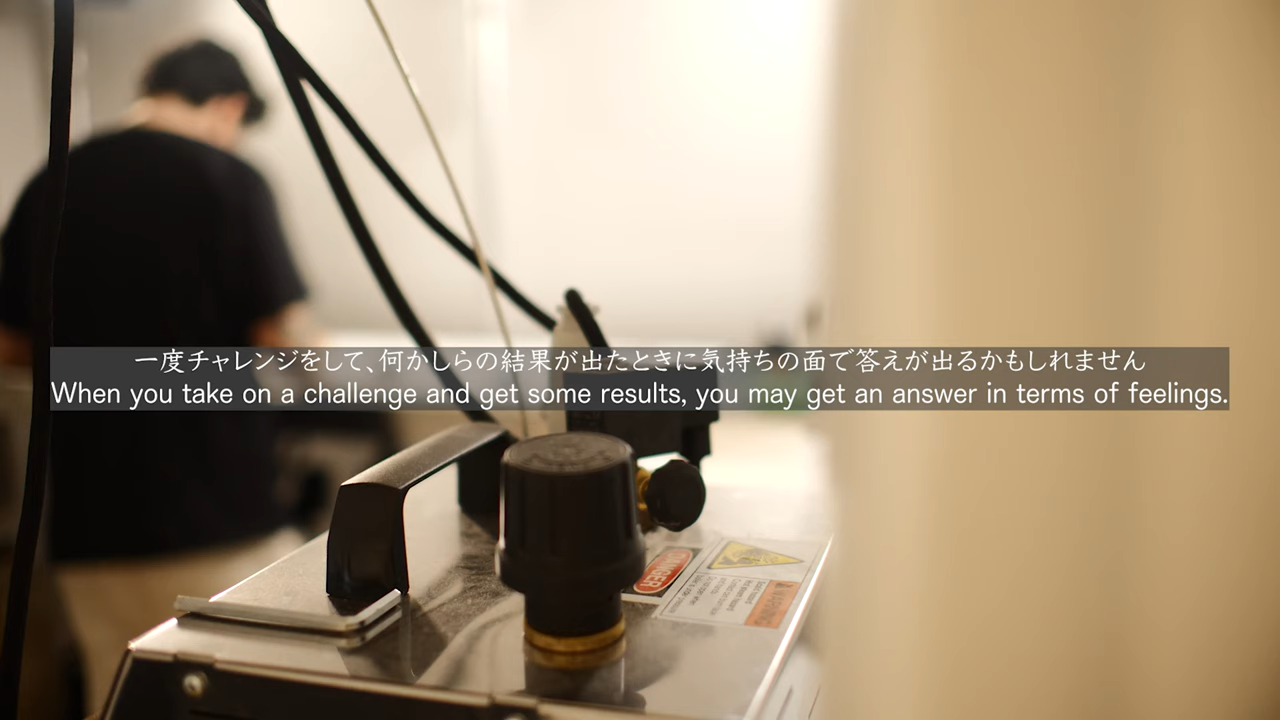 一度チャレンジをして、何かしらの結果が出たときに気持ちの面で答えが出るかもしれません
When you take on a challenge and get some results, you may get an answer in terms of feelings.
DANGER
WARNING